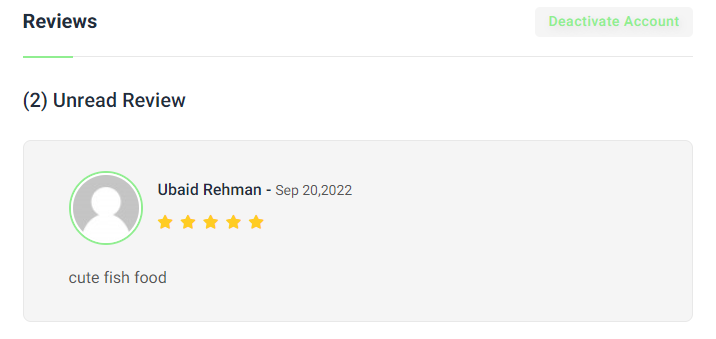 Reviews
Deactivate Account
(2) Unread Review
Ubaid Rehman - Sep 20,2022
cute fish food